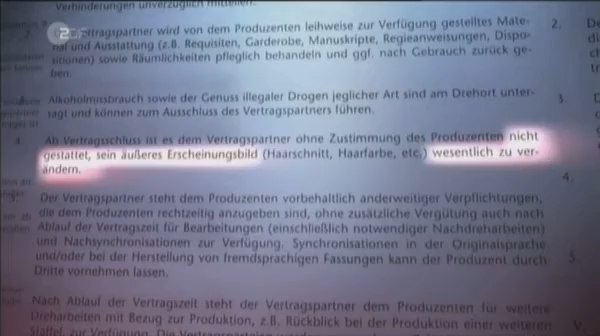 Verhinderungen unverzüglich
Vertragspartner wird von dem Produzenten leihweise zur Verfügung gestelltes Mate-
und Ausstattung (z.B. Requisiten, Garderobe, Manuskripte, Regieanweisungen, Dispo-
sitionen) sowie Räumlichkeiten pfleglich behandeln und ggf. nach Gebrauch zurück ge-
ben.
Alkoholmissbrauch sowie der Genuss illegaler Drogen jeglicher Art sind am Drehort unter-
sagt und können zum Ausschluss des Vertragspartners führen.
Ab Vertragsschluss ist es dem Vertragspartner ohne Zustimmung des Produzenten nicht
gestattet, sein äußeres Erscheinungsbild (Haarschnitt, Haarfarbe, etc.) wesentlich zu ver-
ändern.
Der Vertragspartner steht dem Produzenten vorbehaltlich anderweitiger Verpflichtungen,
die dem Produzenten rechtzeitig anzugeben sind, ohne zusätzliche Vergütung auch nach
Ablauf der Vertragszeit für Bearbeitungen (einschließlich notwendiger Nachdreharbeiten)
und Nachsynchronisationen zur Verfügung. Synchronisationen in der Originalsprache
und/oder bei der Herstellung von fremdsprachigen Fassungen kann der Produzent durch
Dritte vornehmen lassen.
Nach Ablauf der Vertragszeit steht der Vertragspartner dem Produzenten für weitere
Dreharbeiten mit Bezug zur Produktion, z.B. Rückblick bei der Produktion einer weiteren
Staffel, zur Verfügung.
2.
3.
4.
5.
V.